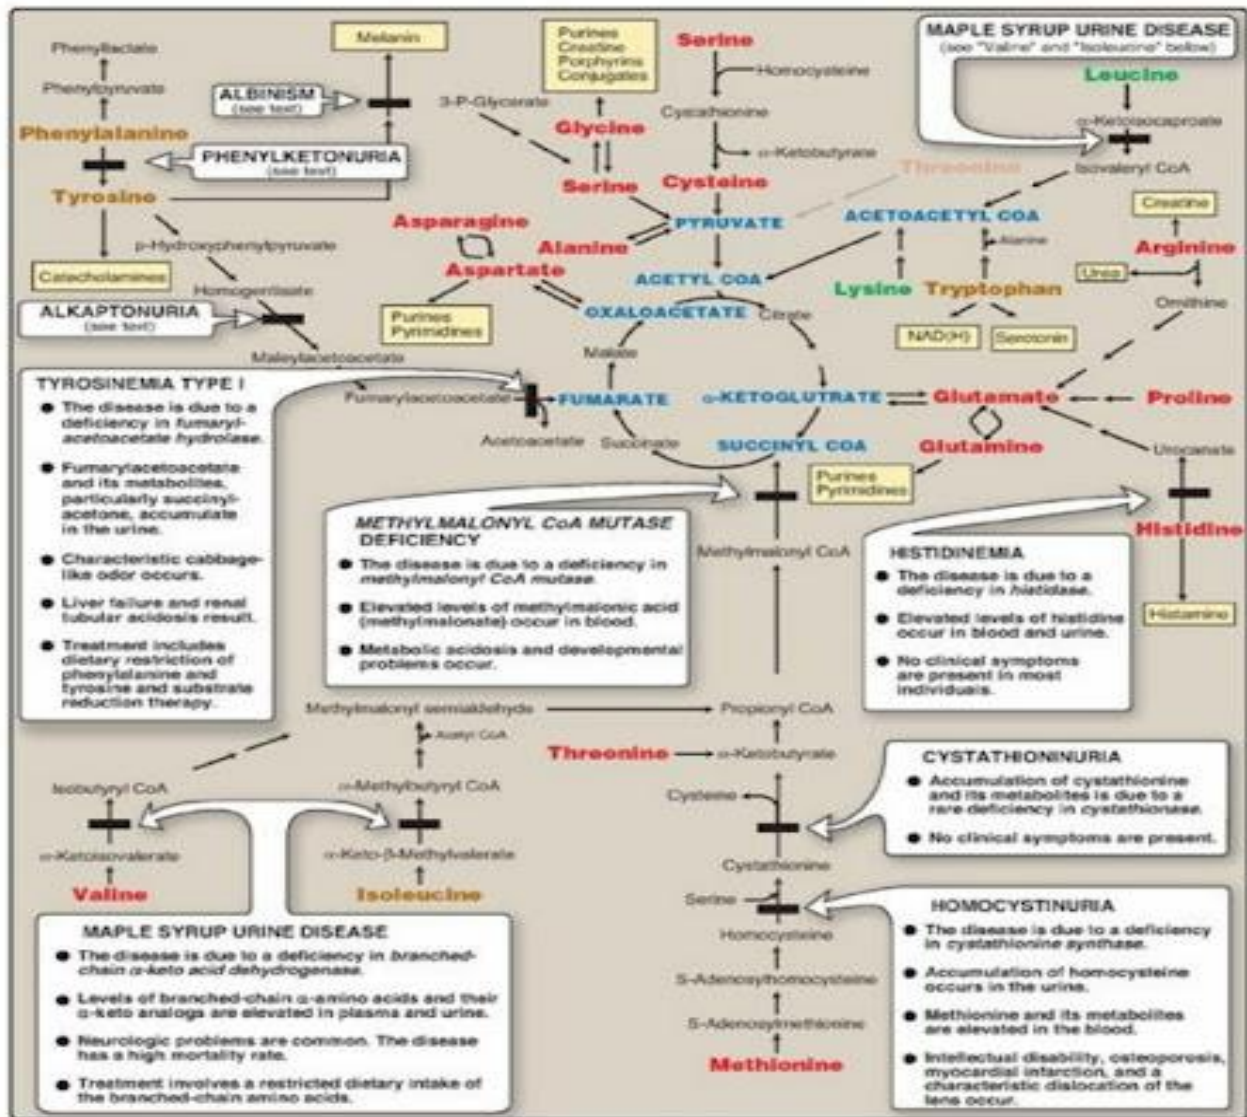 Phenyllactate
Phenylpyruvate
Phenylalanine
PHENYLKETONURIA
(see text)
Tyrosine
Catecholamines
p-Hydroxyphenylpyruvate
Homogentisate
ALKAPTONURIA
(see text)
Maleylacetoacetate
Fumarylacetoacetate
Acetoacetate
Melanin
ALBINISM
(see text)
3-P-Glycerate
Purines
Creatine
Porphyrins
Conjugates
Glycine
Serine
Serine
Homocysteine
Cystathionine
α-Ketobutyrate
Cysteine
Threonine
PYRUVATE
Alanine
Asparagine
Aspartate
Purines
Pyrimidines
ACETYL COA
OXALOACETATE
Citrate
Malate
FUMARATE
Succinate
SUCCINYL COA
α-KETOGLUTRATE
MAPLE SYRUP URINE DISEASE
(see "Valine" and "Isoleucine" below)
Leucine
α-Ketoisocaproate
Isovaleryl CoA
ACETOACETYL COA
Alanine
Lysine
Tryptophan
NAD(H)
Serotonin
Creatine
Arginine
Urea
Ornithine
Glutamate
Proline
Glutamine
Purines
Pyrimidines
Urocanate
Histidine
Histamine
TYROSINEMIA TYPE I
● The disease is due to a
deficiency in fumaryl-
acetoacetate hydrolase.
● Fumarylacetoacetate
and its metabolites,
particularly succinyl-
acetone, accumulate
in the urine.
● Characteristic cabbage-
like odor occurs.
● Liver failure and renal
tubular acidosis result.
● Treatment includes
dietary restriction of
phenylalanine and
tyrosine and substrate
reduction therapy.
METHYLMALONYL CoA MUTASE
DEFICIENCY
● The disease is due to a deficiency in
methylmalonyl CoA mutase.
● Elevated levels of methylmalonic acid
(methylmalonate) occur in blood.
● Metabolic acidosis and developmental
problems occur.
Methylmalonyl CoA
HISTIDINEMIA
● The disease is due to a
deficiency in histidase.
● Elevated levels of histidine
occur in blood and urine.
● No clinical symptoms
are present in most
individuals.
Methylmalonyl semialdehyde
Propionyl CoA
Acetyl CoA
Threonine
α-Ketobutyrate
Isobutyryl CoA
α-Methylbutyryl CoA
α-Ketoisovalerate
α-Keto-β-Methylvalerate
Valine
Isoleucine
Cysteine
Cystathionine
Serine
Homocysteine
S-Adenosylhomocysteine
S-Adenosylmethionine
Methionine
CYSTATHIONINURIA
● Accumulation of cystathionine
and its metabolites is due to a
rare deficiency in cystathionase.
● No clinical symptoms are present.
MAPLE SYRUP URINE DISEASE
● The disease is due to a deficiency in branched-
chain α-keto acid dehydrogenase.
● Levels of branched-chain α-amino acids and their
α-keto analogs are elevated in plasma and urine.
● Neurologic problems are common. The disease
has a high mortality rate.
● Treatment involves a restricted dietary intake of
the branched-chain amino acids.
HOMOCYSTINURIA
● The disease is due to a deficiency
in cystathionine synthase.
● Accumulation of homocysteine
occurs in the urine.
● Methionine and its metabolites
are elevated in the blood.
● Intellectual disability, osteoporosis,
myocardial infarction, and a
characteristic dislocation of the
lens occur.